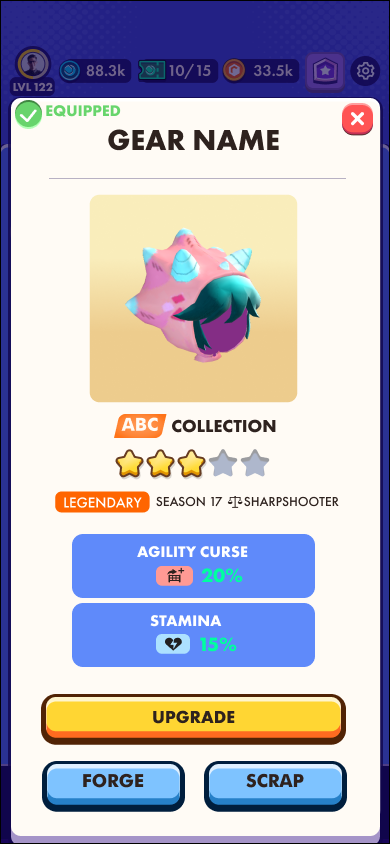 LVL 122
88.3k
10/15
33.5k
EQUIPPED
GEAR NAME
ABC COLLECTION
LEGENDARY SEASON 17 SHARPSHOOTER
AGILITY CURSE
20%
STAMINA
15%
UPGRADE
FORGE
SCRAP